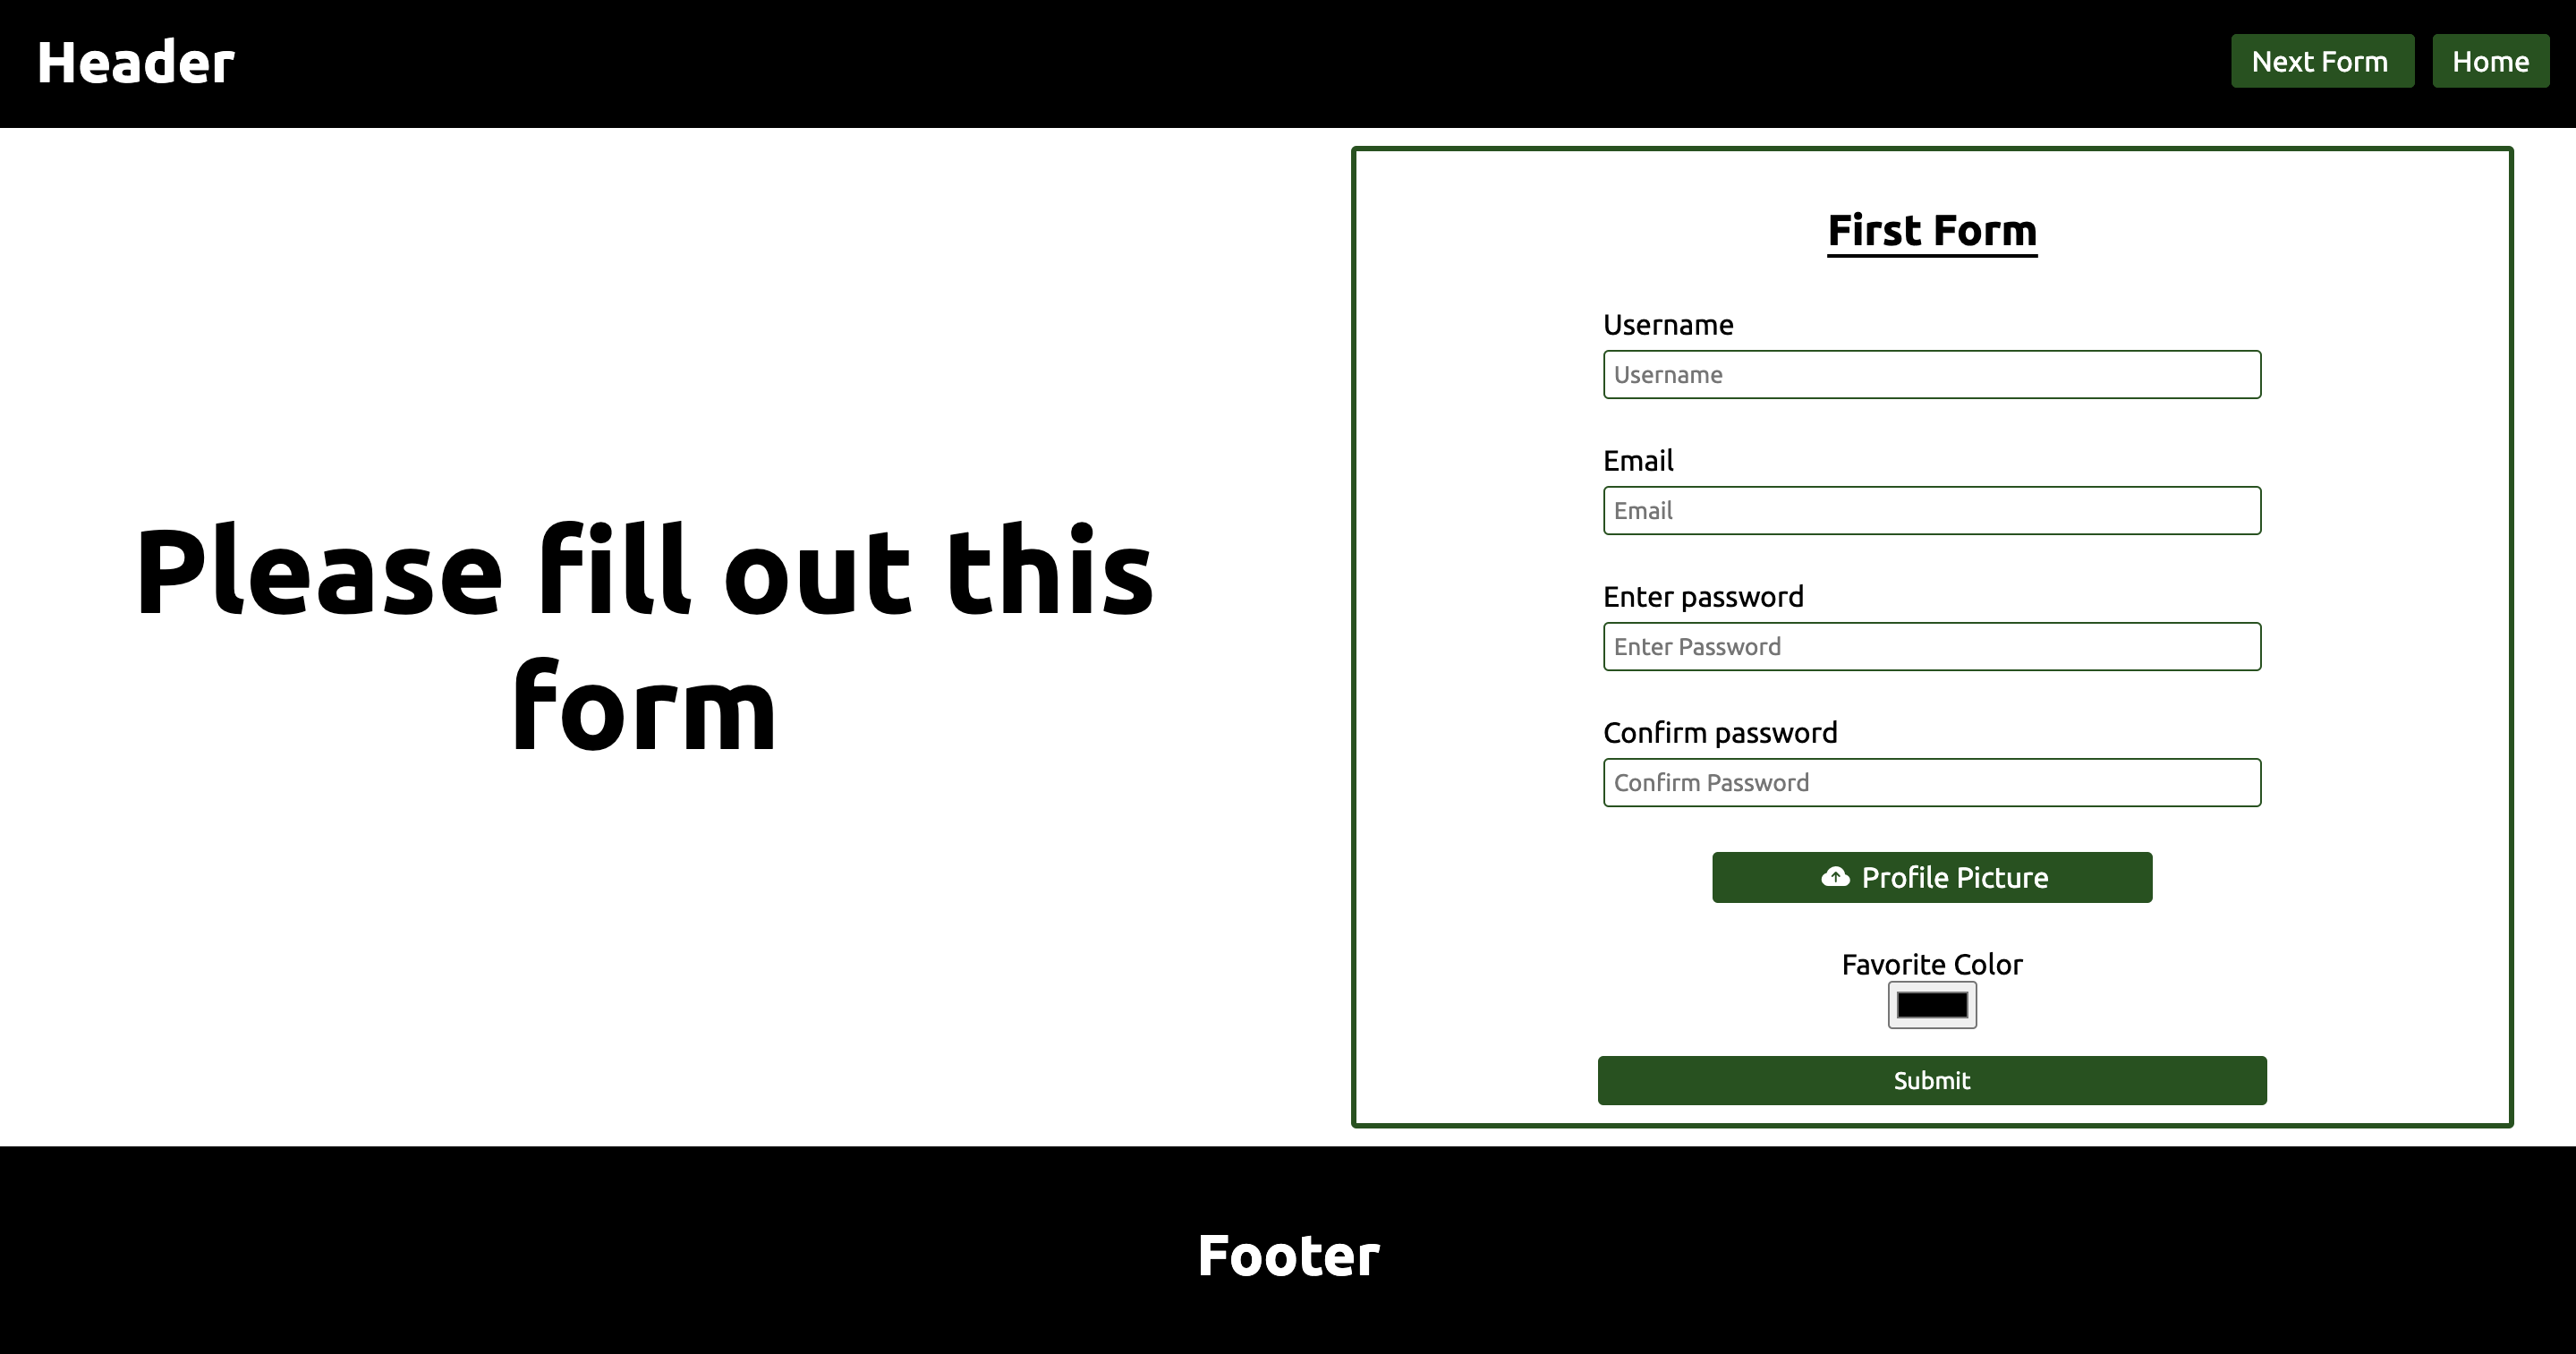 Header
Next Form
Home
Please fill out this
form
First Form
Username
Username
Email
Email
Enter password
Enter Password
Confirm password
Confirm Password
Profile Picture
Favorite Color
Submit
Footer